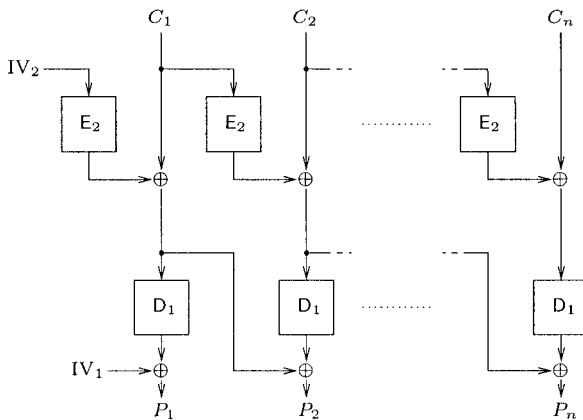 C₁ C₂ Cₙ
IV₂
E₂ E₂ E₂
D₁ D₁ D₁
IV₁
P₁ P₂ Pₙ